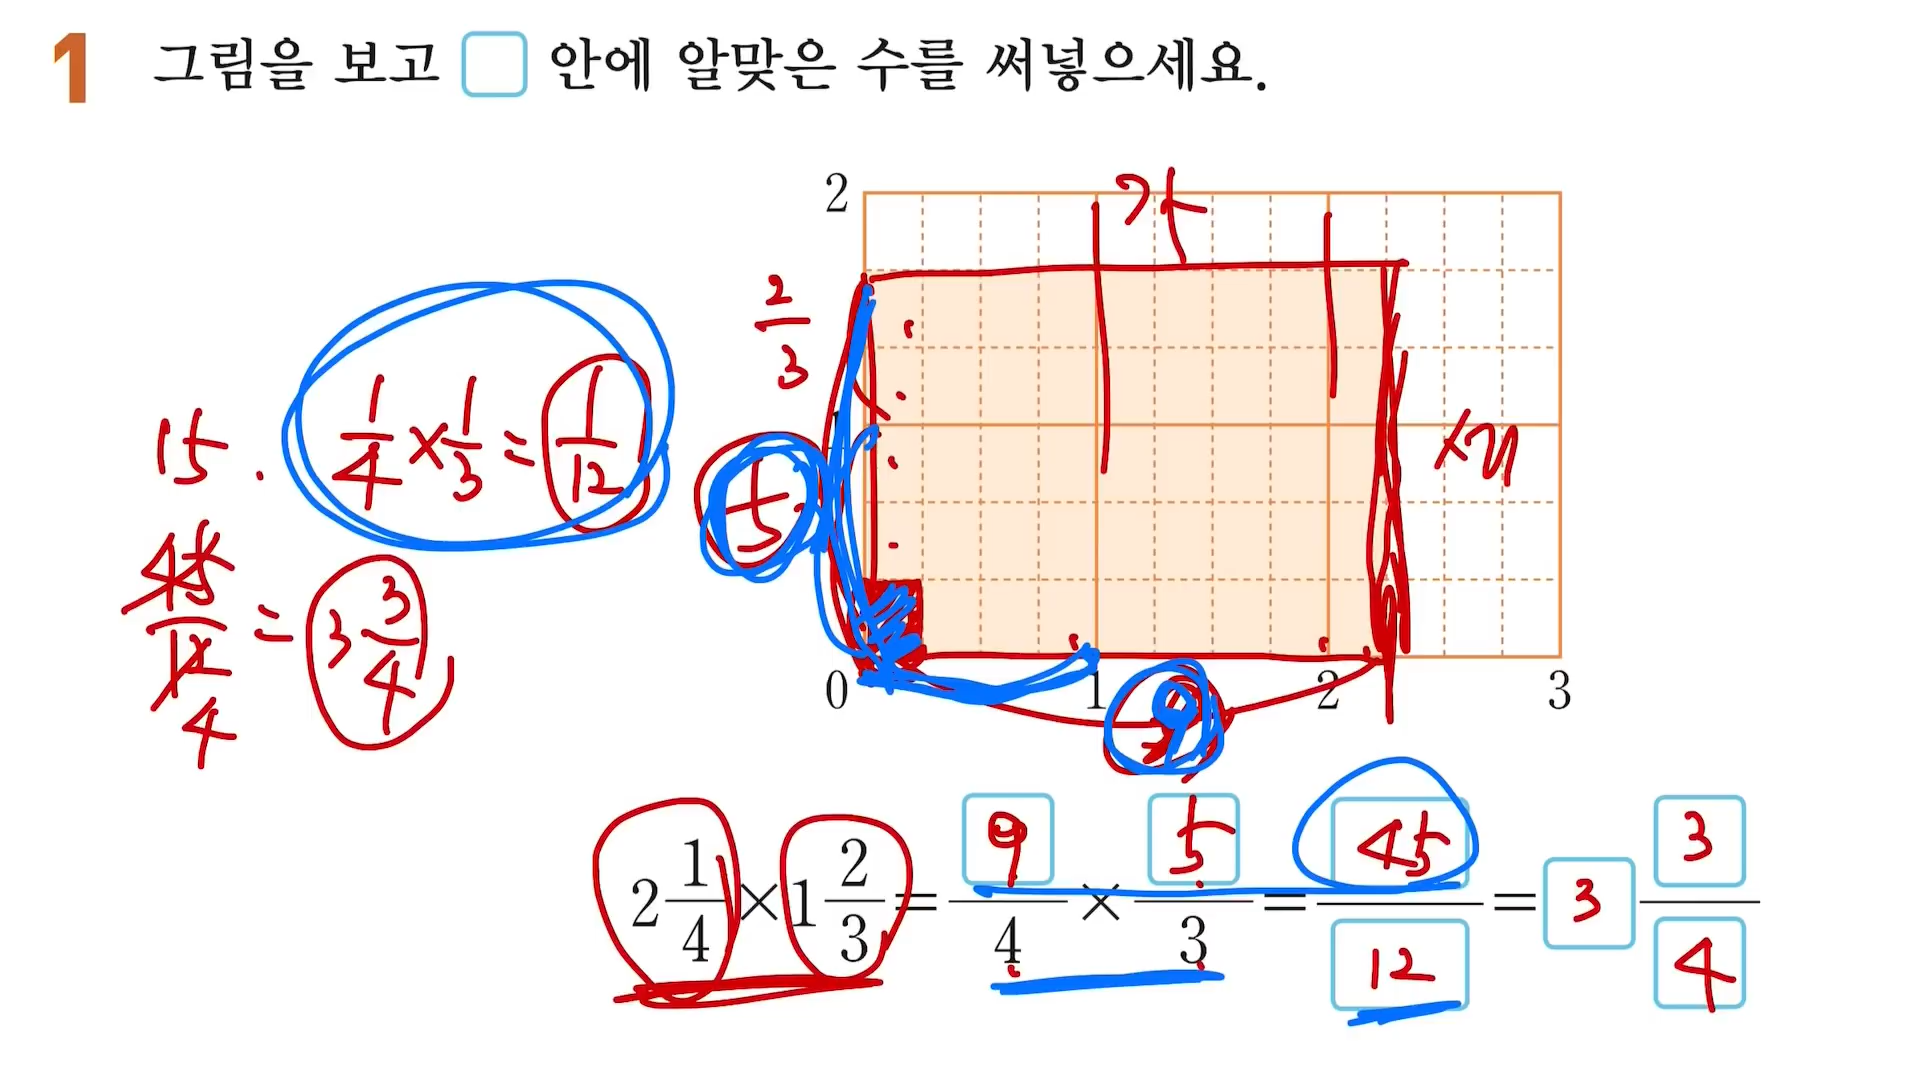 1 그림을 보고 □ 안에 알맞은 수를 써넣으세요.
2
가
2/3
1/4 × 1/3 = 1/12
15.
세
5
45/12 = 3 3/4
4
0 1 2 3
9
2 1/4 × 1 2/3 = 9/4 × 5/3 = 45/12 = 3 3/4